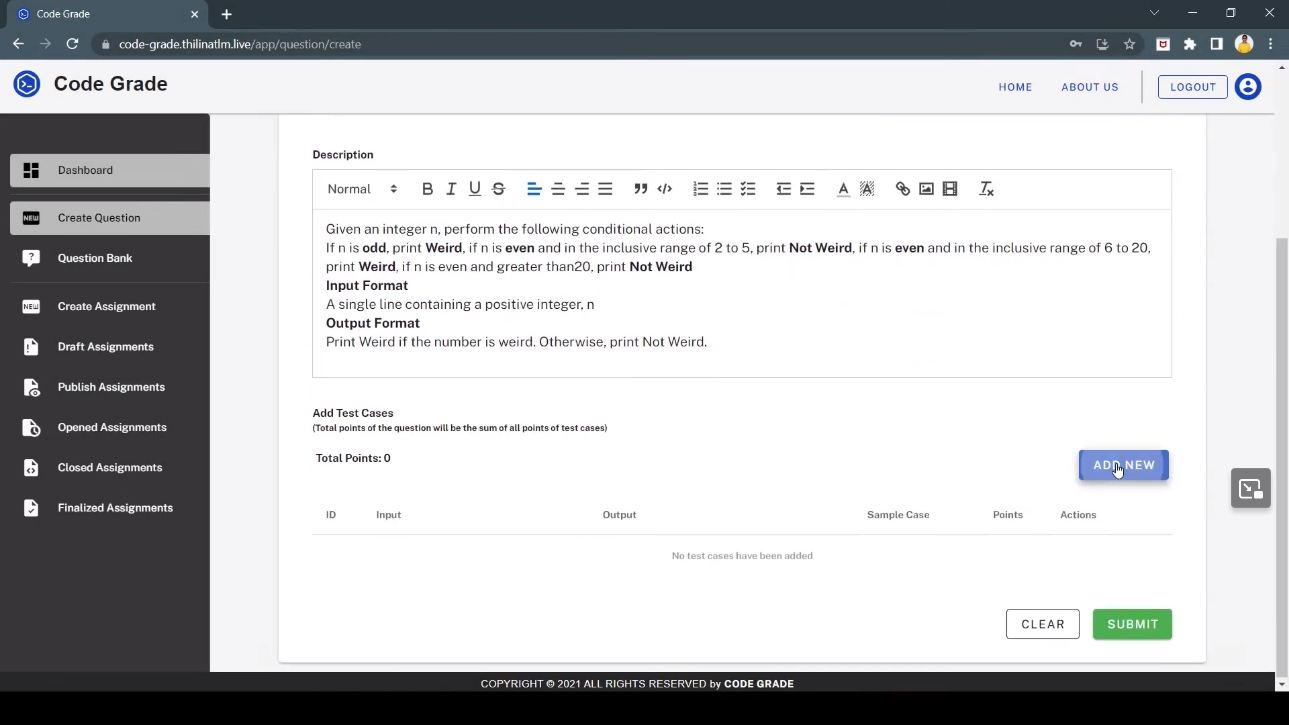 Code Grade
code-grade.thilinatlm.live/app/question/create
Code Grade
HOME
ABOUT US
LOGOUT
Dashboard
NEW Create Question
Question Bank
NEW Create Assignment
Draft Assignments
Publish Assignments
Opened Assignments
Closed Assignments
Finalized Assignments
Description
Normal
Given an integer n, perform the following conditional actions:
If n is odd, print Weird, if n is even and in the inclusive range of 2 to 5, print Not Weird, if n is even and in the inclusive range of 6 to 20,
print Weird, if n is even and greater than20, print Not Weird
Input Format
A single line containing a positive integer, n
Output Format
Print Weird if the number is weird. Otherwise, print Not Weird.
Add Test Cases
(Total points of the question will be the sum of all points of test cases)
Total Points: 0
ADD NEW
ID Input Output Sample Case Points Actions
No test cases have been added
CLEAR
SUBMIT
COPYRIGHT © 2021 ALL RIGHTS RESERVED by CODE GRADE